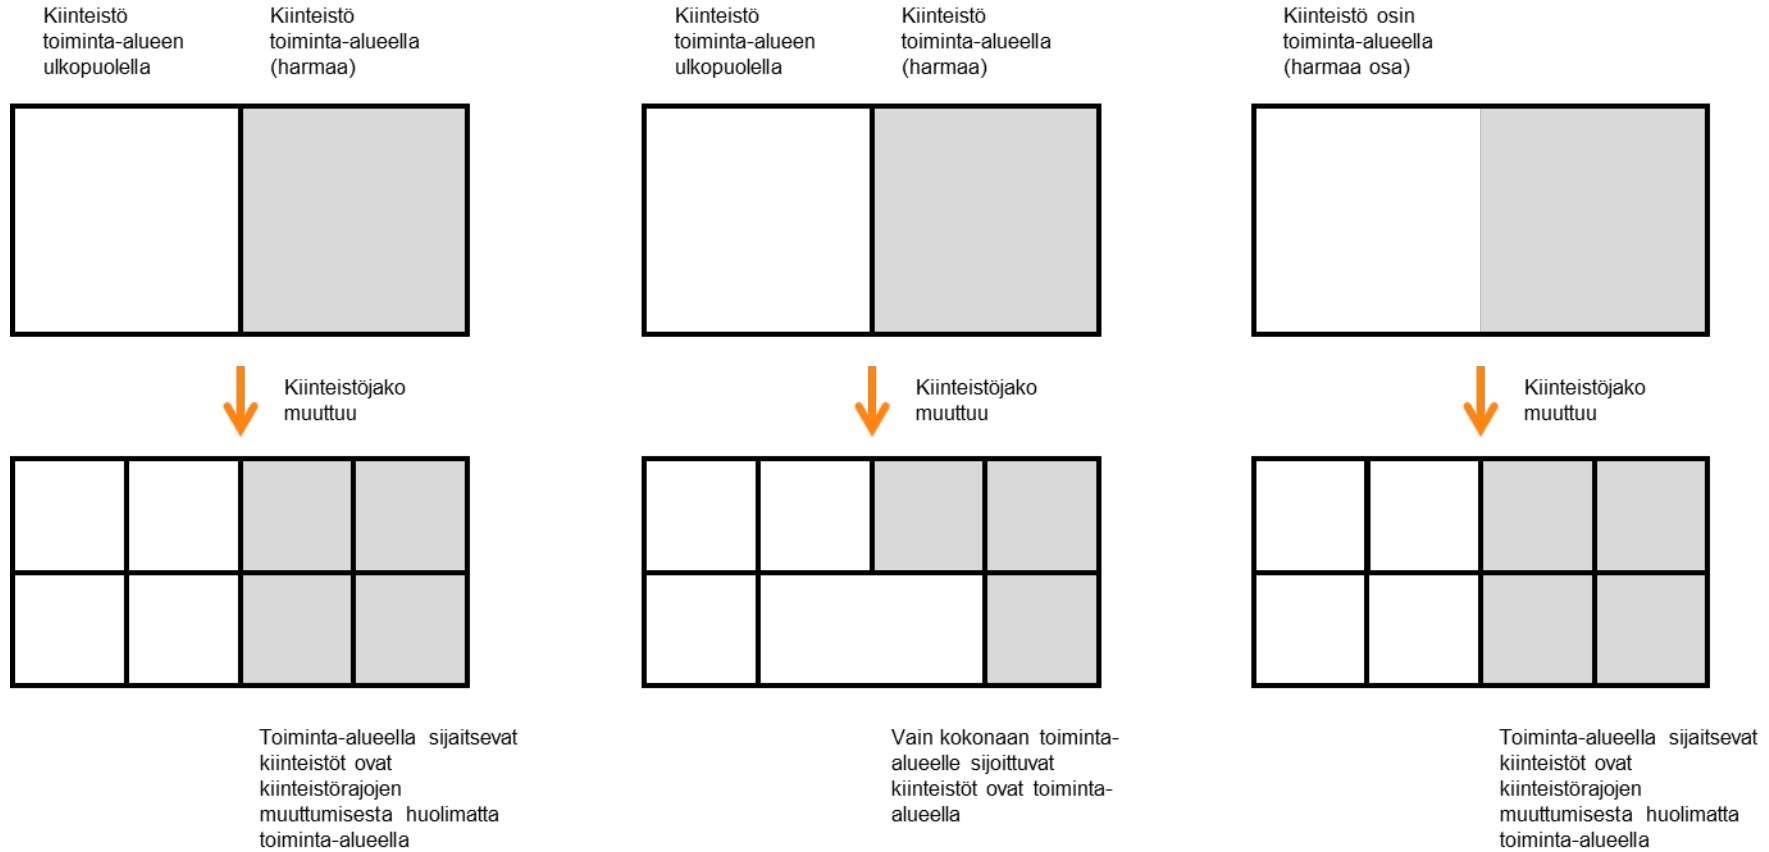 Kiinteistö
toiminta-alueen
ulkopuolella
Kiinteistö
toiminta-alueella
(harmaa)
Kiinteistö
toiminta-alueen
ulkopuolella
Kiinteistö
toiminta-alueella
(harmaa)
Kiinteistö osin
toiminta-alueella
(harmaa osa)
Kiinteistöjako
muuttuu
Kiinteistöjako
muuttuu
Kiinteistöjako
muuttuu
Toiminta-alueella sijaitsevat
kiinteistöt ovat
kiinteistörajojen
muuttumisesta huolimatta
toiminta-alueella
Vain kokonaan toiminta-
alueelle sijoittuvat
kiinteistöt ovat toiminta-
alueella
Toiminta-alueella sijaitsevat
kiinteistöt ovat
kiinteistörajojen
muuttumisesta huolimatta
toiminta-alueella